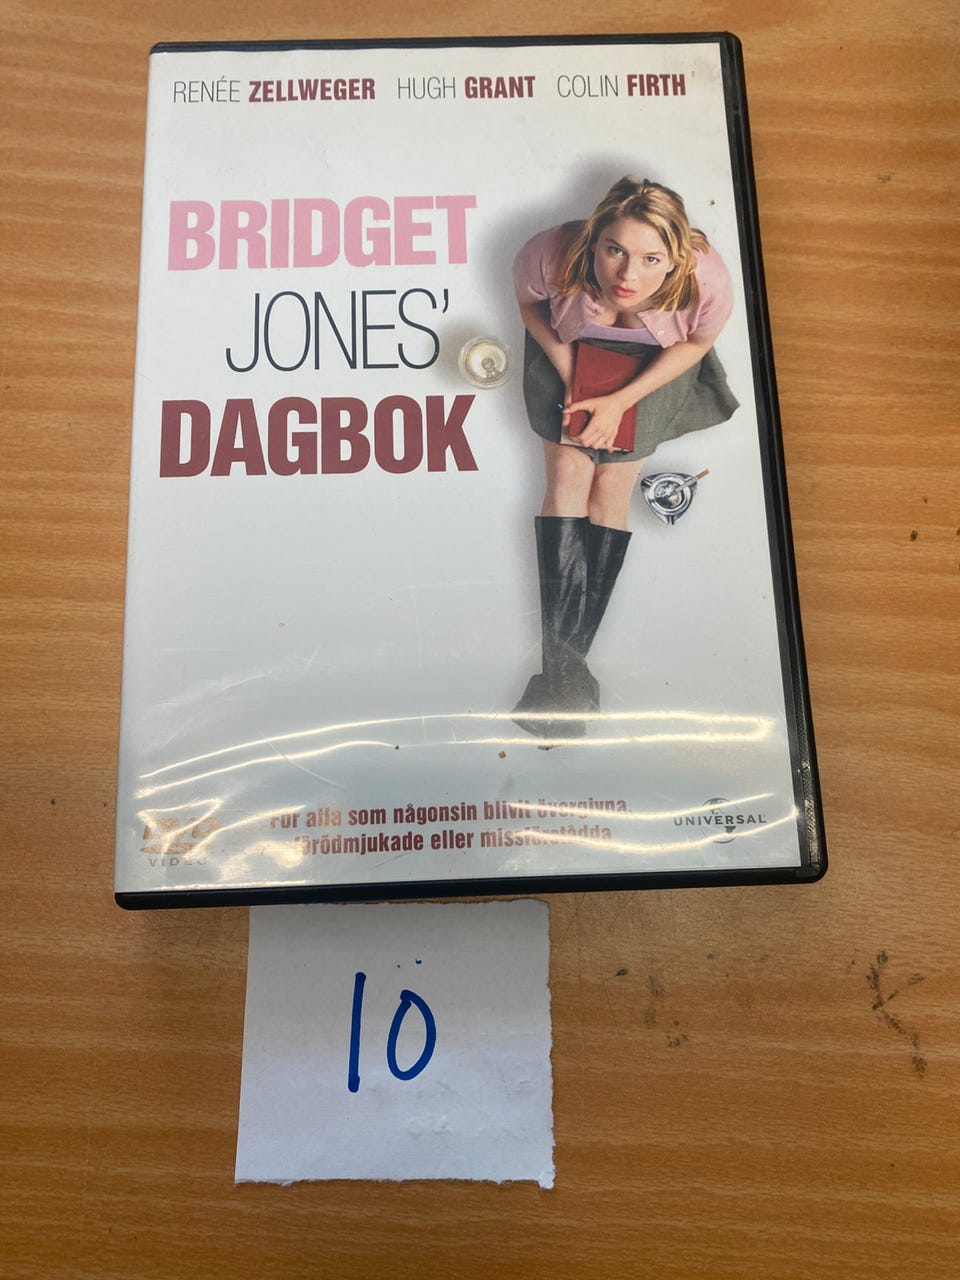 RENÉE ZELLWEGER HUGH GRANT COLIN FIRTH
BRIDGET
JONES'
DAGBOK
För alla som någonsin blivit övergivna,
förödmjukade eller missförstådda.
DVD
VIDEO
UNIVERSAL
10